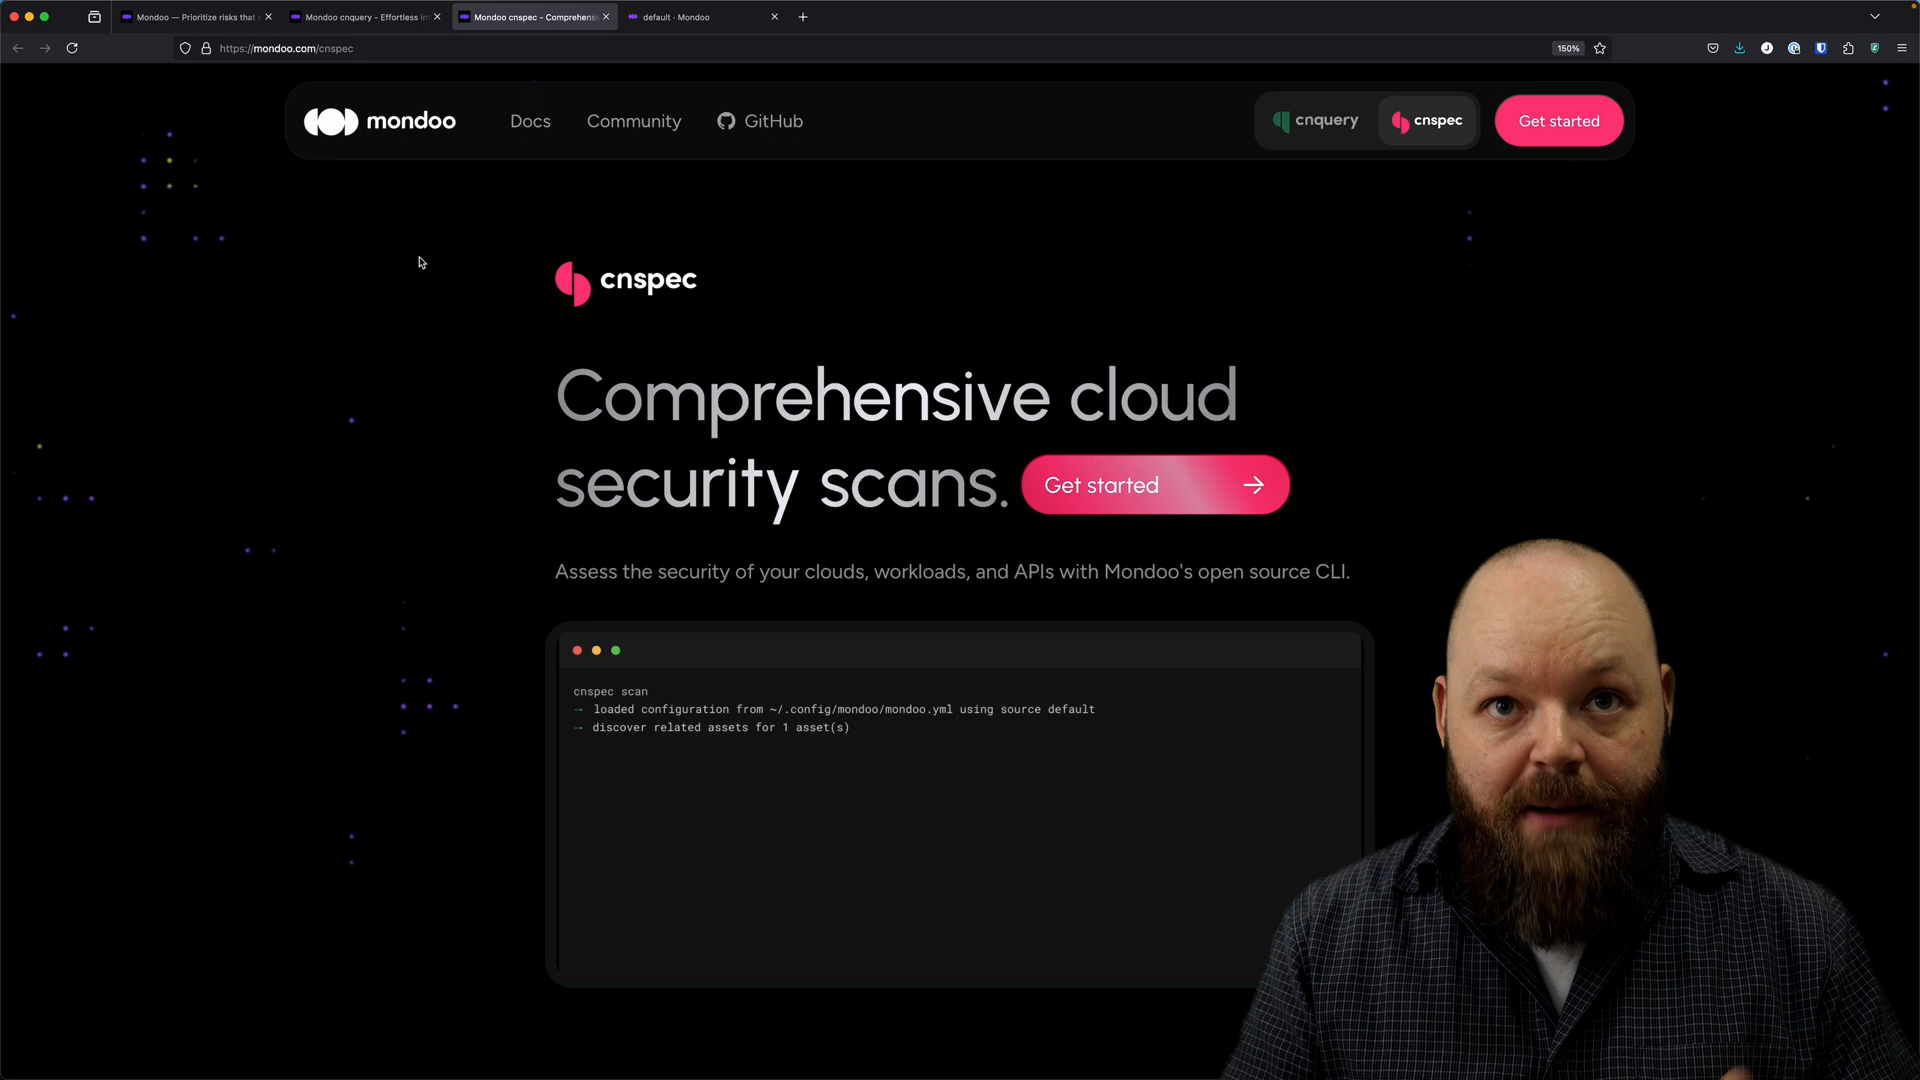 Mondoo — Prioritize risks that
Mondoo cnquery - Effortless in
Mondoo cnspec - Comprehensi
default · Mondoo
https://mondoo.com/cnspec
150%
mondoo
Docs
Community
GitHub
cnquery
cnspec
Get started
cnspec
Comprehensive cloud
security scans.
Get started →
Assess the security of your clouds, workloads, and APIs with Mondoo's open source CLI.
cnspec scan
→ loaded configuration from ~/.config/mondoo/mondoo.yml using source default
→ discover related assets for 1 asset(s)